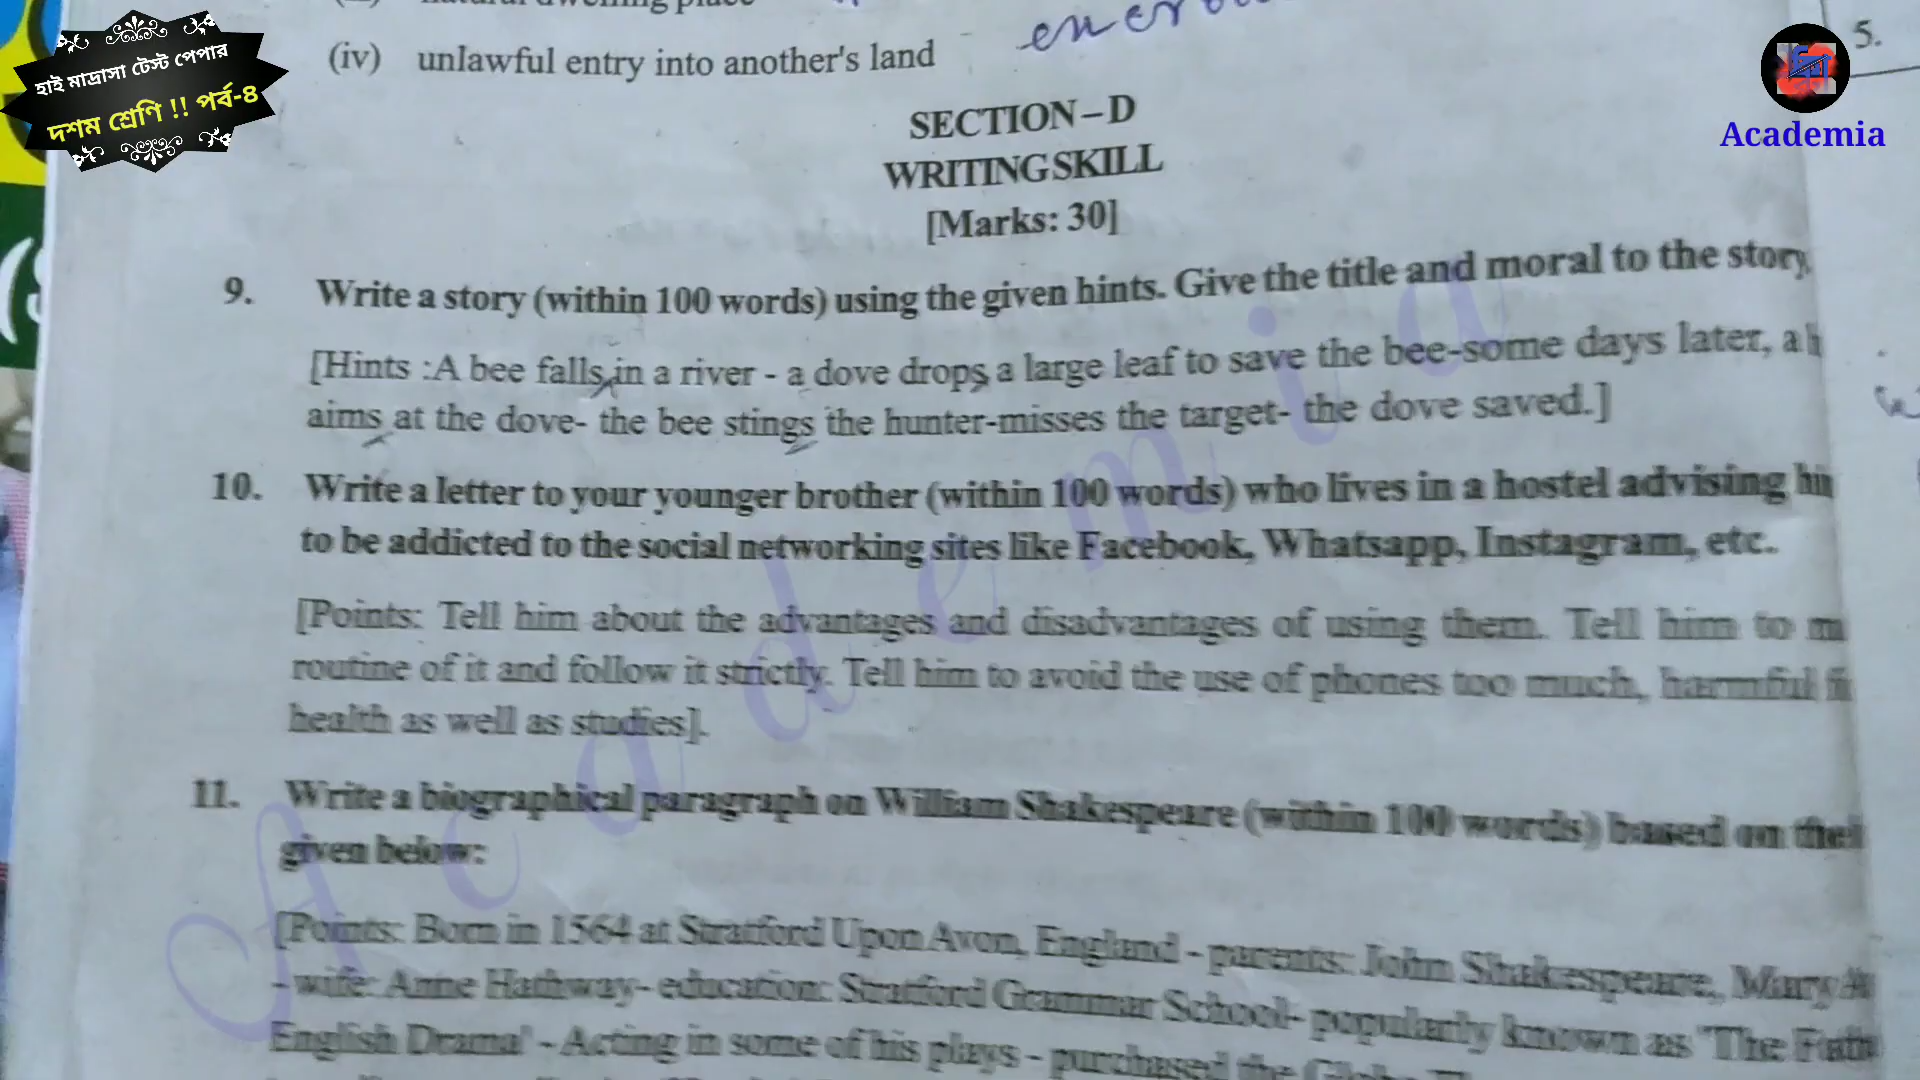 হাই মাদ্রাসা টেস্ট পেপার
দশম শ্রেণি !! পর্ব-৪
Academia
5.
(iv) unlawful entry into another's land
SECTION–D
WRITING SKILL
[Marks: 30]
9. Write a story (within 100 words) using the given hints. Give the title and moral to the story
[Hints :A bee falls in a river - a dove drops a large leaf to save the bee-some days later, a
aims at the dove- the bee stings the hunter-misses the target- the dove saved.]
10. Write a letter to your younger brother (within 100 words) who lives in a hostel advising
to be addicted to the social networking sites like Facebook, Whatsapp, Instagram, etc.
[Points: Tell him about the advantages and disadvantages of using them. Tell him to
routine of it and follow it strictly. Tell him to avoid the use of phones too much, harmful
health as well as studies].
11. Write a biographical paragraph on William Shakespeare (within 100 words) based on the
given below:
[Points: Born in 1564 at Stratford Upon Avon, England - parents: John Shakespeare, Mary
- wife: Anne Hathway- education: Stratford Grammar School- popularly known as 'The
English Drama' - Acting in some of his plays - purchased the
Academia